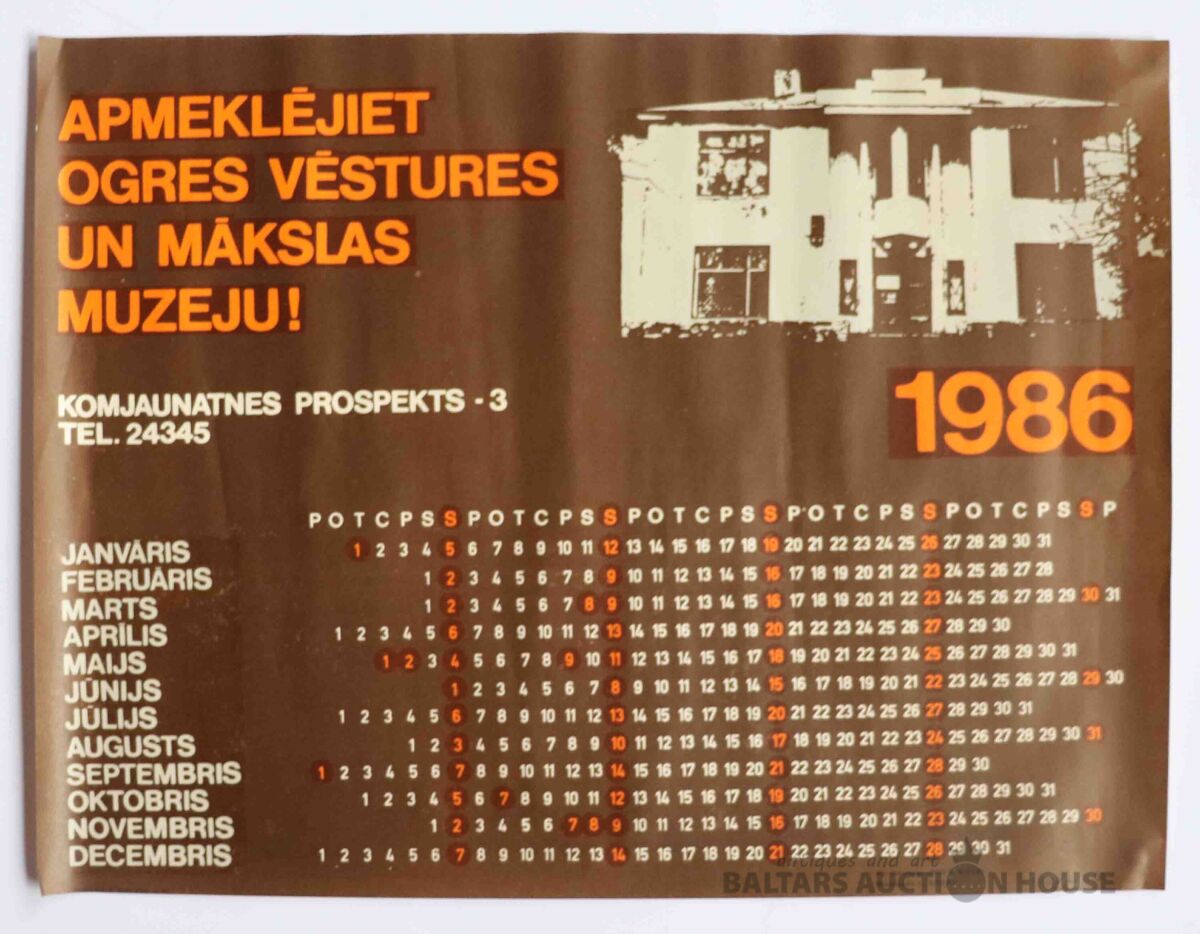 APMEKLĒJIET
OGRES VĒSTURES
UN MĀKSLAS
MUZEJU!
KOMJAUNATNES PROSPEKTS - 3
TEL. 24345
1986
P O T C P S S P O T C P S S P O T C P S S P O T C P S S P O T C P S S P
JANVĀRIS 1 2 3 4 5 6 7 8 9 10 11 12 13 14 15 16 17 18 19 20 21 22 23 24 25 26 27 28 29 30 31
FEBRUĀRIS 1 2 3 4 5 6 7 8 9 10 11 12 13 14 15 16 17 18 19 20 21 22 23 24 25 26 27 28
MARTS 1 2 3 4 5 6 7 8 9 10 11 12 13 14 15 16 17 18 19 20 21 22 23 24 25 26 27 28 29 30 31
APRĪLIS 1 2 3 4 5 6 7 8 9 10 11 12 13 14 15 16 17 18 19 20 21 22 23 24 25 26 27 28 29 30
MAIJS 1 2 3 4 5 6 7 8 9 10 11 12 13 14 15 16 17 18 19 20 21 22 23 24 25 26 27 28 29 30 31
JŪNIJS 1 2 3 4 5 6 7 8 9 10 11 12 13 14 15 16 17 18 19 20 21 22 23 24 25 26 27 28 29 30
JŪLIJS 1 2 3 4 5 6 7 8 9 10 11 12 13 14 15 16 17 18 19 20 21 22 23 24 25 26 27 28 29 30 31
AUGUSTS 1 2 3 4 5 6 7 8 9 10 11 12 13 14 15 16 17 18 19 20 21 22 23 24 25 26 27 28 29 30 31
SEPTEMBRIS 1 2 3 4 5 6 7 8 9 10 11 12 13 14 15 16 17 18 19 20 21 22 23 24 25 26 27 28 29 30
OKTOBRIS 1 2 3 4 5 6 7 8 9 10 11 12 13 14 15 16 17 18 19 20 21 22 23 24 25 26 27 28 29 30 31
NOVEMBRIS 1 2 3 4 5 6 7 8 9 10 11 12 13 14 15 16 17 18 19 20 21 22 23 24 25 26 27 28 29 30
DECEMBRIS 1 2 3 4 5 6 7 8 9 10 11 12 13 14 15 16 17 18 19 20 21 22 23 24 25 26 27 28 29 30 31
antiques and art
BALTARS AUCTION HOUSE